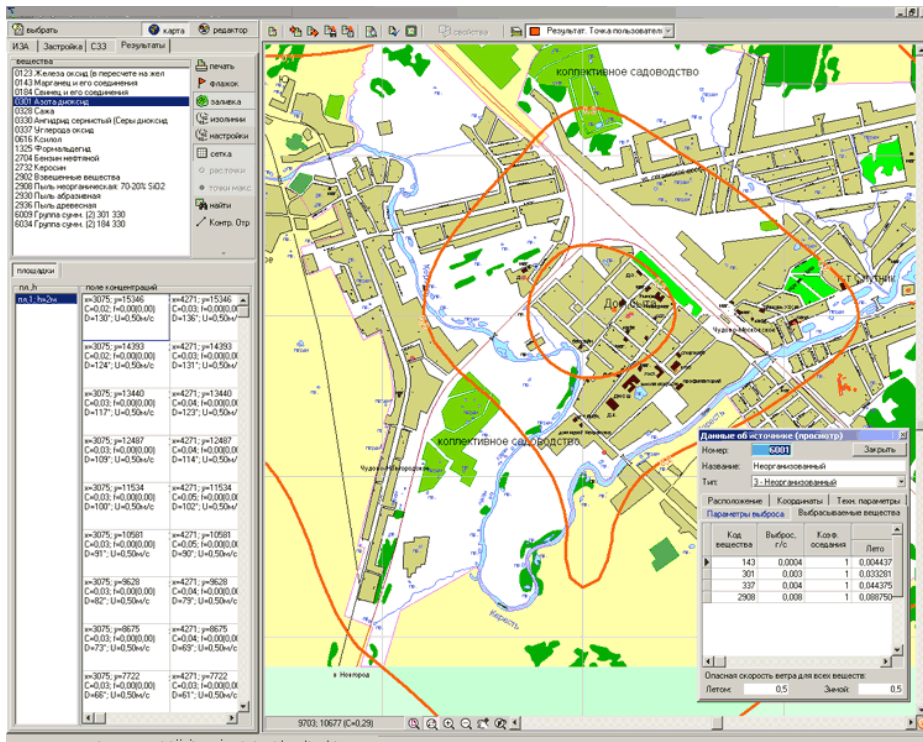 выбрать карта редактор
свойства Результат. Точка пользовател
ИЗА Застройка СЗЗ Результаты
вещества
0123 Железа оксид (в пересчете на жел
0143 Марганец и его соединения
0184 Свинец и его соединения
0301 Азота диоксид
0328 Сажа
0330 Ангидрид сернистый (Серы диоксид
0337 Углерода оксид
0616 Ксилол
1325 Формальдегид
2704 Бензин нефтяной
2732 Керосин
2902 Взвешенные вещества
2908 Пыль неорганическая: 70-20% SiO2
2930 Пыль абразивная
2936 Пыль древесная
6009 Группа сумм. (2) 301 330
6034 Группа сумм. (2) 184 330
печать
флажок
заливка
изолинии
настройки
сетка
рас.точки
точки макс.
найти
Контр. Отр
площадки
пл_h поле концентраций
пл.1; h=2м
x=3075; y=15346 x=4271; y=15346
C=0,02; f=0,00(0,00) C=0,03; f=0,00(0,00
D=130°; U=0,50м/с D=136°; U=0,50м/с
x=3075; y=14393 x=4271; y=14393
C=0,02; f=0,00(0,00) C=0,03; f=0,00(0,00
D=124°; U=0,50м/с D=131°; U=0,50м/с
x=3075; y=13440 x=4271; y=13440
C=0,03; f=0,00(0,00) C=0,04; f=0,00(0,00
D=117°; U=0,50м/с D=123°; U=0,50м/с
x=3075; y=12487 x=4271; y=12487
C=0,03; f=0,00(0,00) C=0,04; f=0,00(0,00
D=109°; U=0,50м/с D=114°; U=0,50м/с
x=3075; y=11534 x=4271; y=11534
C=0,03; f=0,00(0,00) C=0,05; f=0,00(0,00
D=100°; U=0,50м/с D=102°; U=0,50м/с
x=3075; y=10581 x=4271; y=10581
C=0,03; f=0,00(0,00) C=0,05; f=0,00(0,00
D=91°; U=0,50м/с D=90°; U=0,50м/с
x=3075; y=9628 x=4271; y=9628
C=0,03; f=0,00(0,00) C=0,04; f=0,00(0,00
D=82°; U=0,50м/с D=79°; U=0,50м/с
x=3075; y=8675 x=4271; y=8675
C=0,03; f=0,00(0,00) C=0,04; f=0,00(0,00
D=73°; U=0,50м/с D=69°; U=0,50м/с
x=3075; y=7722 x=4271; y=7722
C=0,03; f=0,00(0,00) C=0,03; f=0,00(0,00
D=66°; U=0,50м/с D=61°; U=0,50м/с
коллективное садоводство
к-т Спутник
Дом быта
Чудово-Московское
коллективное садоводство
Чудово-Новгородское
Кересть
Кересть
в Новгород
9703; 10677 (C=0,29)
Данные об источнике (просмотр)
Номер: 6001 Закрыть
Название: Неорганизованный
Тип: 3 - Неорганизованный
Расположение Координаты Техн. параметры
Параметры выброса Выбрасываемые вещества
Код вещества Выброс, г/с Коэф. оседания Лето
143 0,0004 1 0,004437
301 0,003 1 0,033281
337 0,004 1 0,044375
2908 0,008 1 0,088750
Опасная скорость ветра для всех веществ:
Летом: 0,5 Зимой: 0,5